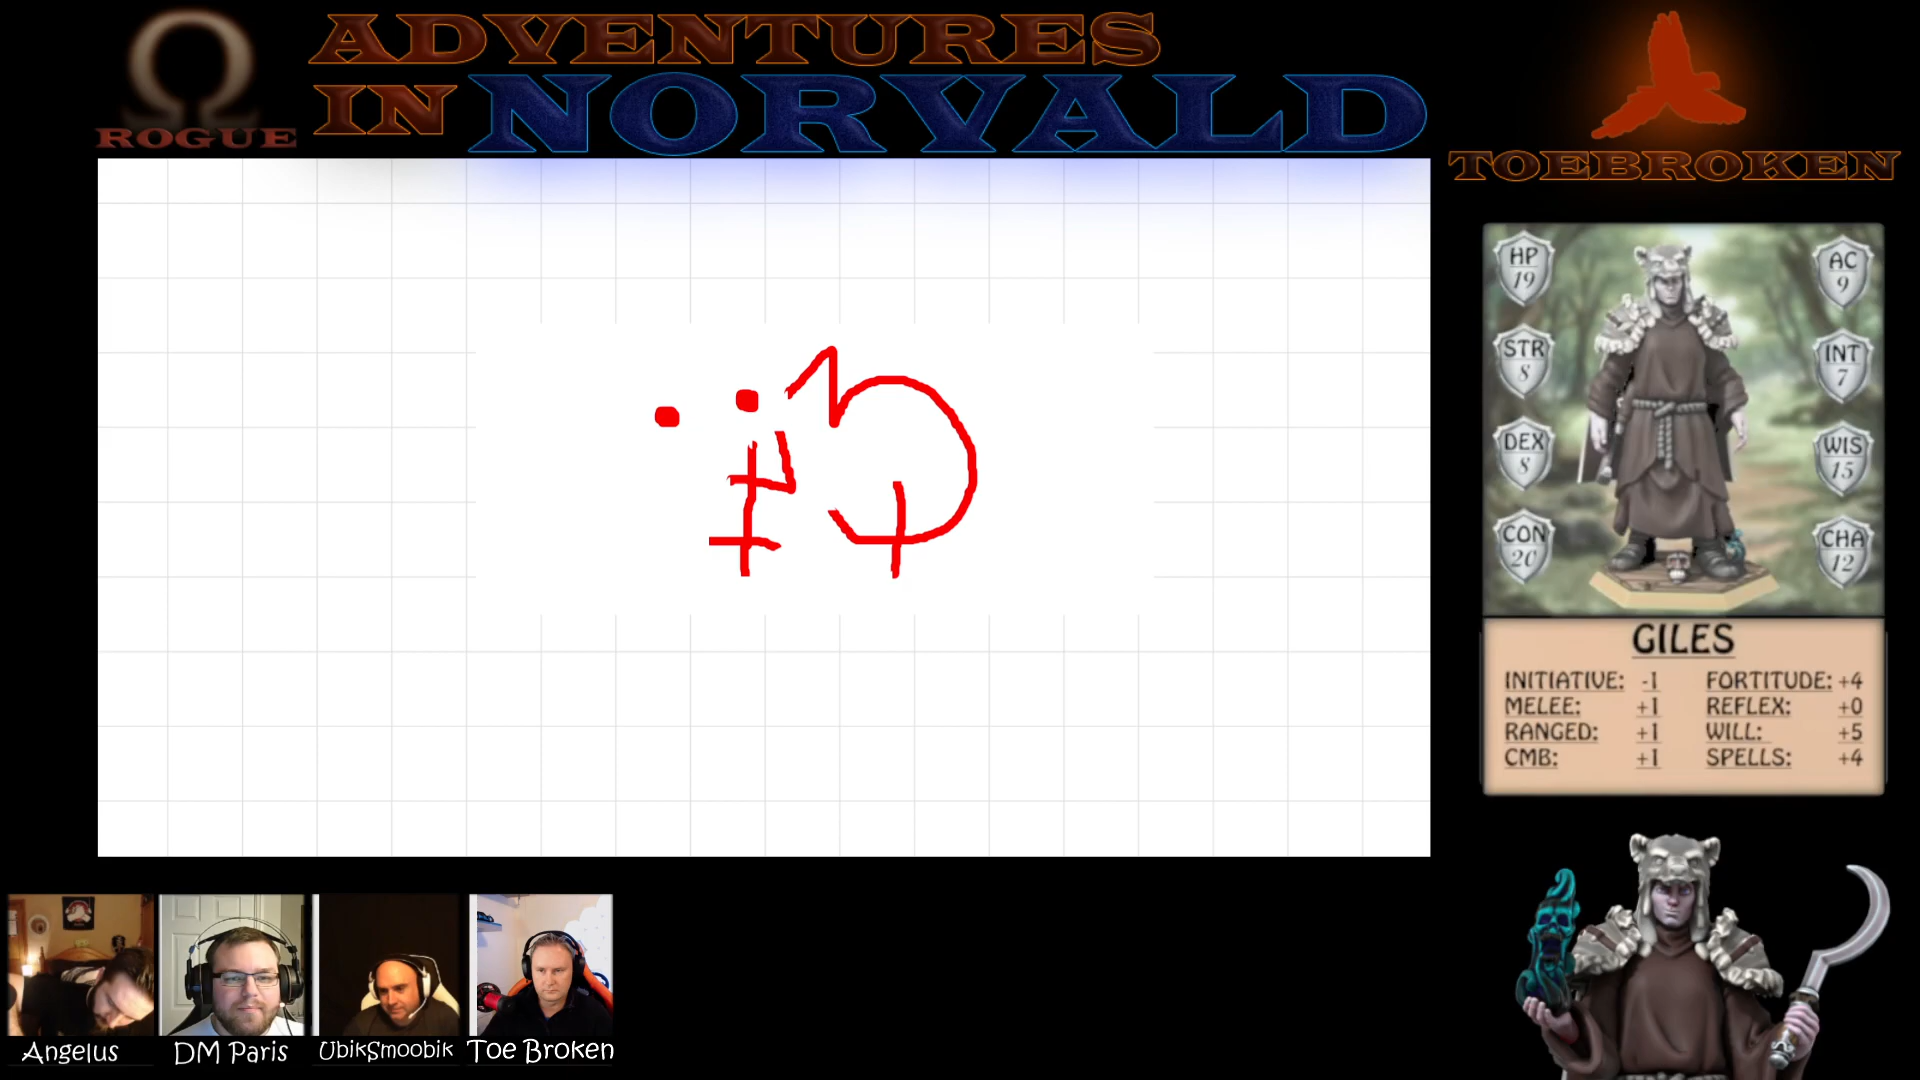 ADVENTURES
IN NORVALD
ROGUE
TOEBROKEN
HP
19
AC
9
STR
8
INT
7
DEX
8
WIS
15
CON
20
CHA
12
GILES
INITIATIVE: -1 FORTITUDE: +4
MELEE: +1 REFLEX: +0
RANGED: +1 WILL: +5
CMB: +1 SPELLS: +4
Angelus DM Paris UbikSmoobik Toe Broken